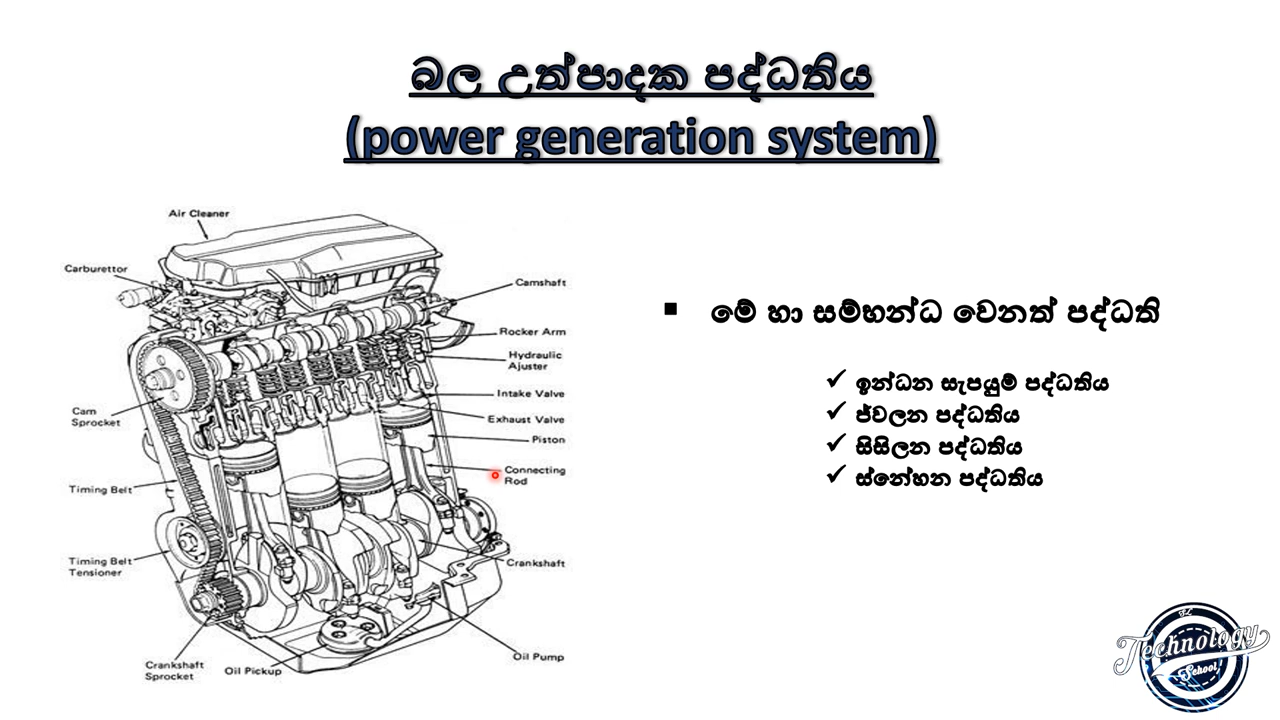 බල උත්පාදක පද්ධතිය
(power generation system)
Air Cleaner
Carburettor
Camshaft
Rocker Arm
Hydraulic
Ajuster
Intake Valve
Exhaust Valve
Piston
Connecting
Rod
Cam
Sprocket
Timing Belt
Timing Belt
Tensioner
Crankshaft
Crankshaft
Sprocket
Oil Pickup
Oil Pump
මේ හා සම්භන්ධ වෙනත් පද්ධති
ඉන්ධන සැපයුම් පද්ධතිය
ජ්වලන පද්ධතිය
සිසිලන පද්ධතිය
ස්නේහන පද්ධතිය
Technology
School